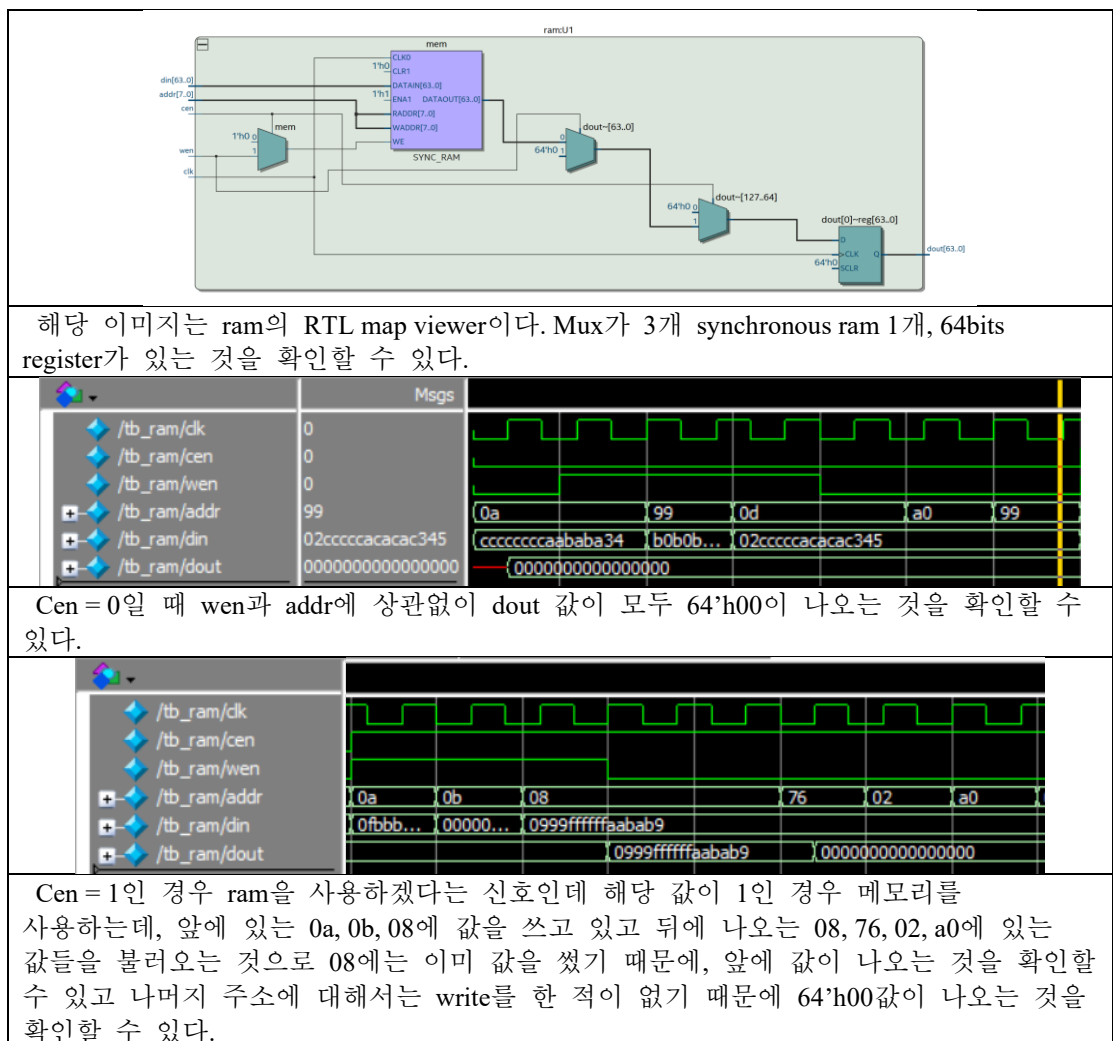 ram:U1
mem
CLK0
1'h0
CLR1
din[63..0]
DATAIN[63..0]
addr[7..0]
1'h1
ENA1 DATAOUT[63..0]
cen
RADDR[7..0]
WADDR[7..0]
mem
WE
dout~[63..0]
1'h0 0
0
wen
1
SYNC_RAM
64'h0 1
clk
dout~[127..64]
64'h0 0
dout[0]~reg[63..0]
1
D
>CLK Q
dout[63..0]
64'h0
SCLR
해당 이미지는 ram의 RTL map viewer이다. Mux가 3개 synchronous ram 1개, 64bits
register가 있는 것을 확인할 수 있다.
Msgs
/tb_ram/clk 0
/tb_ram/cen 0
/tb_ram/wen 0
/tb_ram/addr 99 0a 99 0d a0 99
/tb_ram/din 02cccccacacac345 ccccccccaababa34 b0b0b... 02cccccacacac345
/tb_ram/dout 0000000000000000 0000000000000000
Cen = 0일 때 wen과 addr에 상관없이 dout 값이 모두 64’h00이 나오는 것을 확인할 수
있다.
/tb_ram/clk
/tb_ram/cen
/tb_ram/wen
/tb_ram/addr 0a 0b 08 76 02 a0
/tb_ram/din 0fbbb... 00000... 0999ffffffaabab9
/tb_ram/dout 0999ffffffaabab9 0000000000000000
Cen = 1인 경우 ram을 사용하겠다는 신호인데 해당 값이 1인 경우 메모리를
사용하는데, 앞에 있는 0a, 0b, 08에 값을 쓰고 있고 뒤에 나오는 08, 76, 02, a0에 있는
값들을 불러오는 것으로 08에는 이미 값을 썼기 때문에, 앞에 값이 나오는 것을 확인할
수 있고 나머지 주소에 대해서는 write를 한 적이 없기 때문에 64’h00값이 나오는 것을
확인할 수 있다.